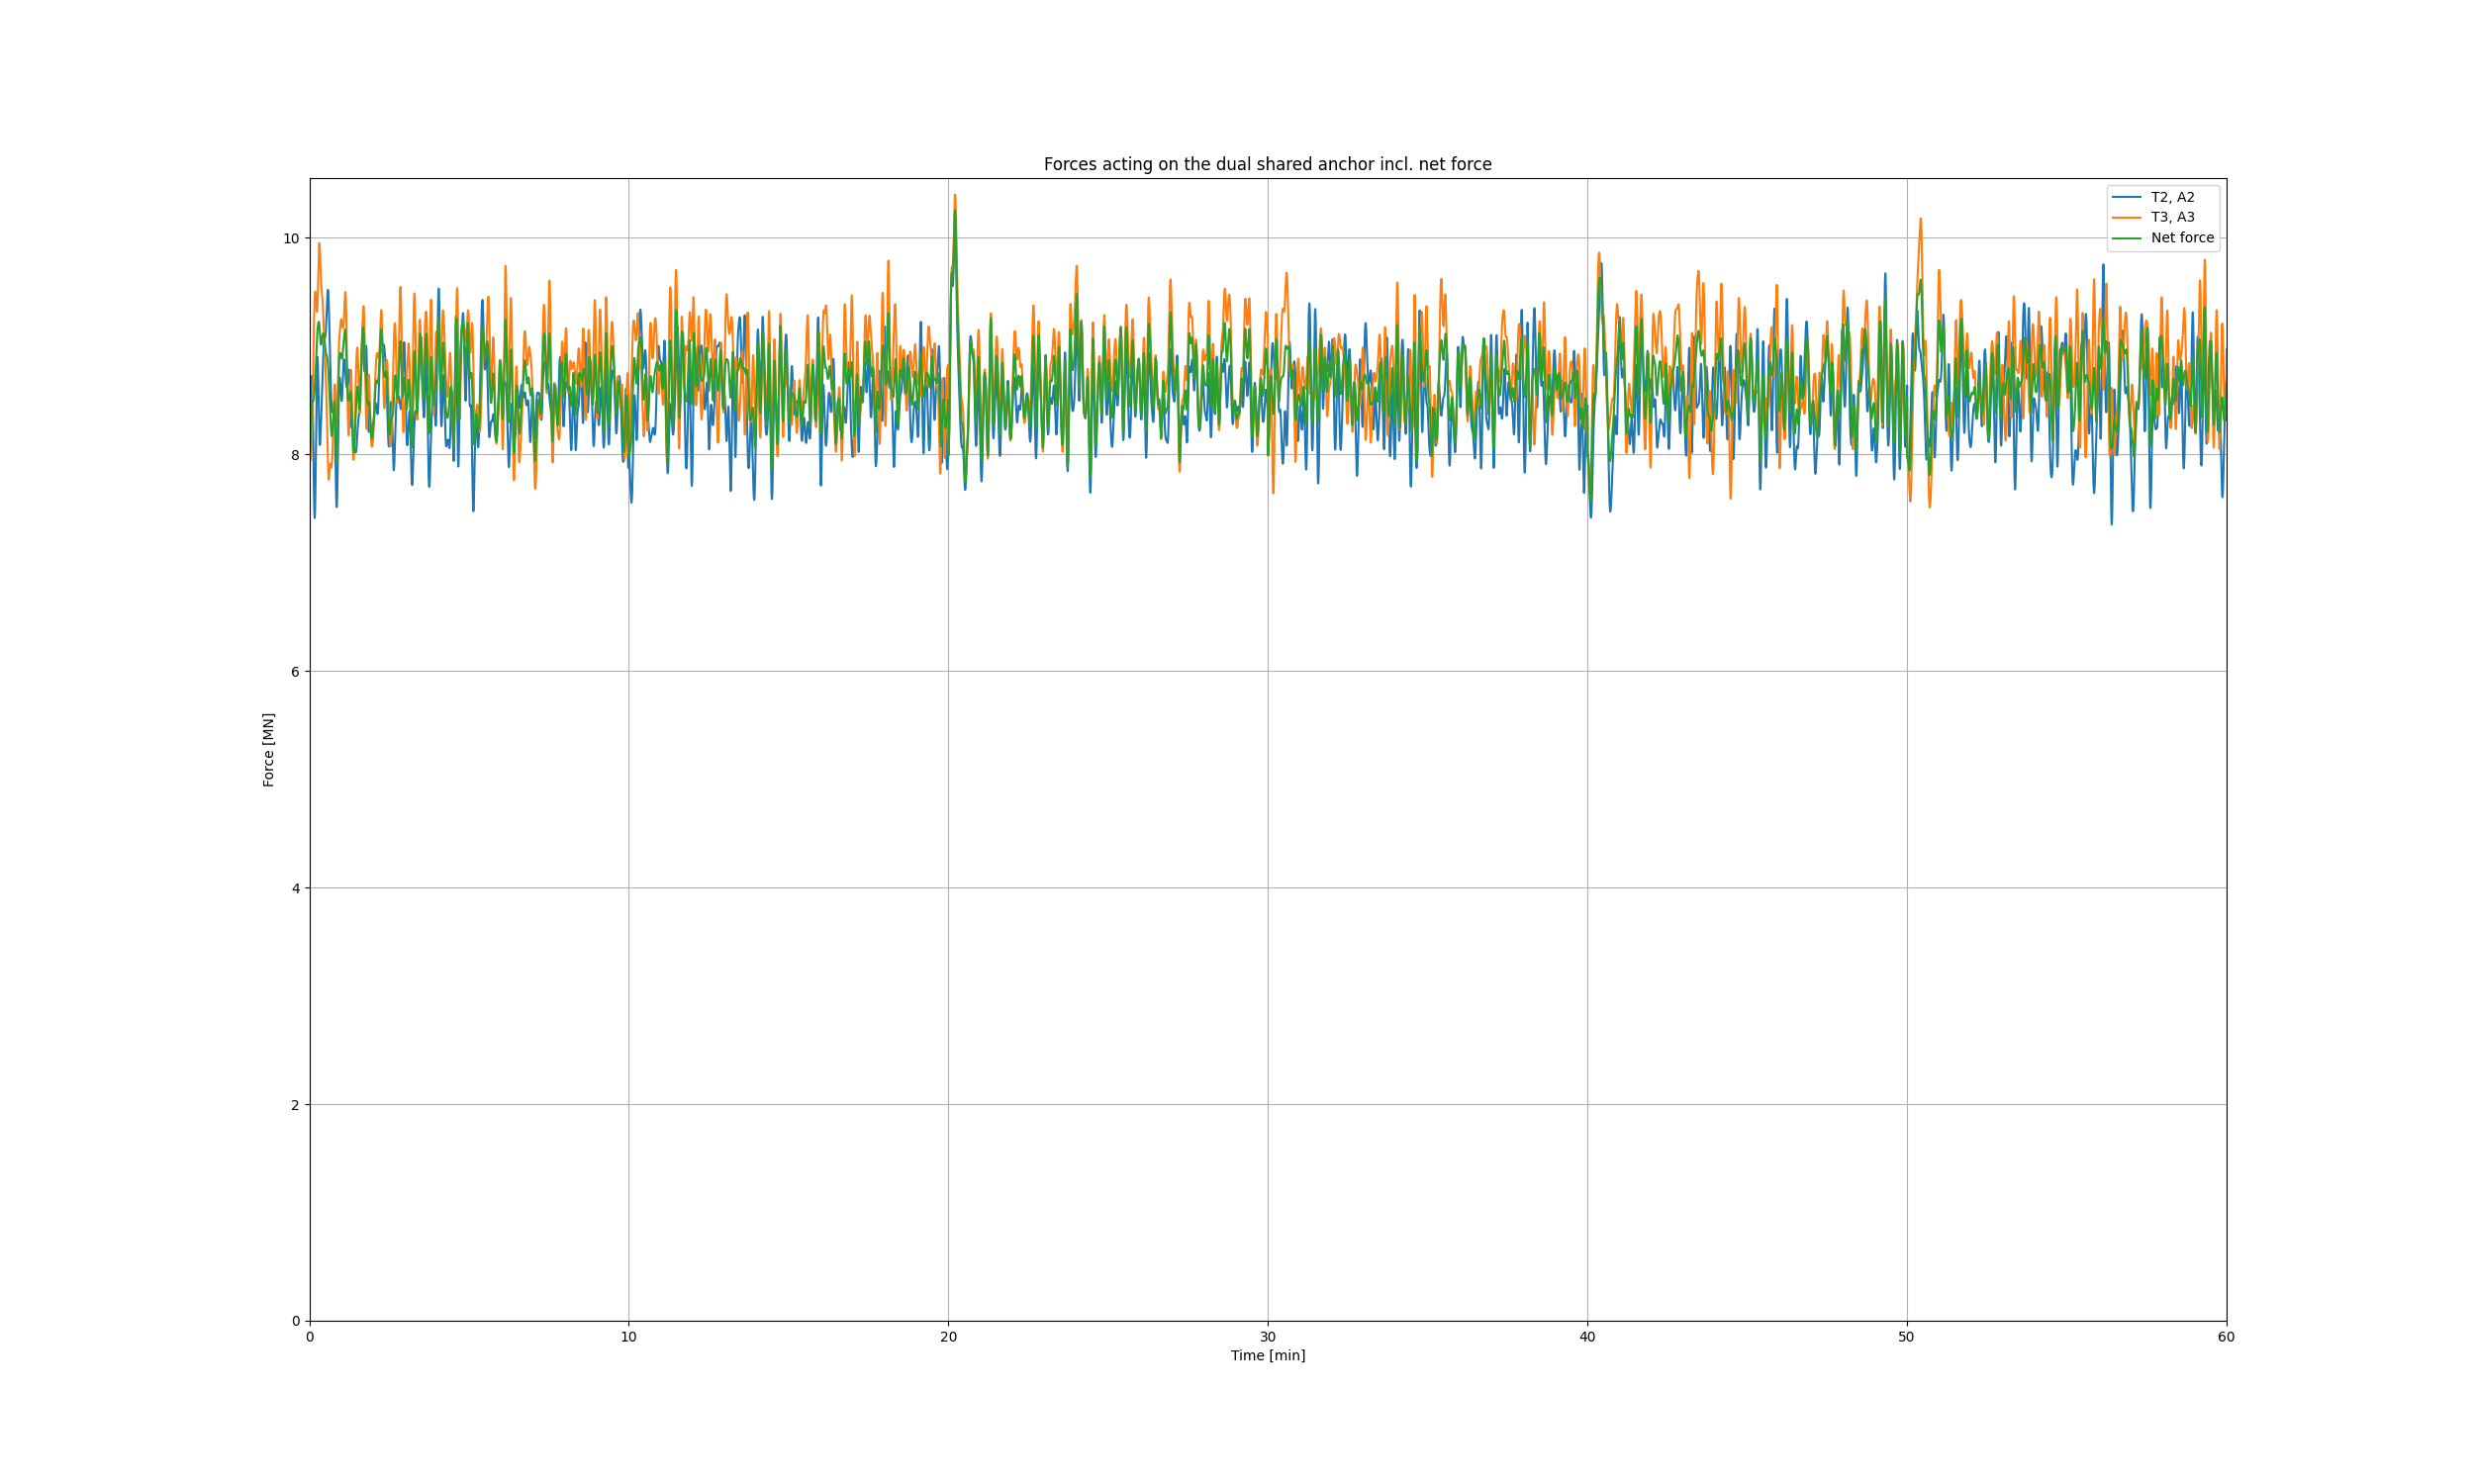 Forces acting on the dual shared anchor incl. net force
T2, A2
T3, A3
Net force
10
8
6
4
2
0
Force [MN]
0 10 20 30 40 50 60
Time [min]